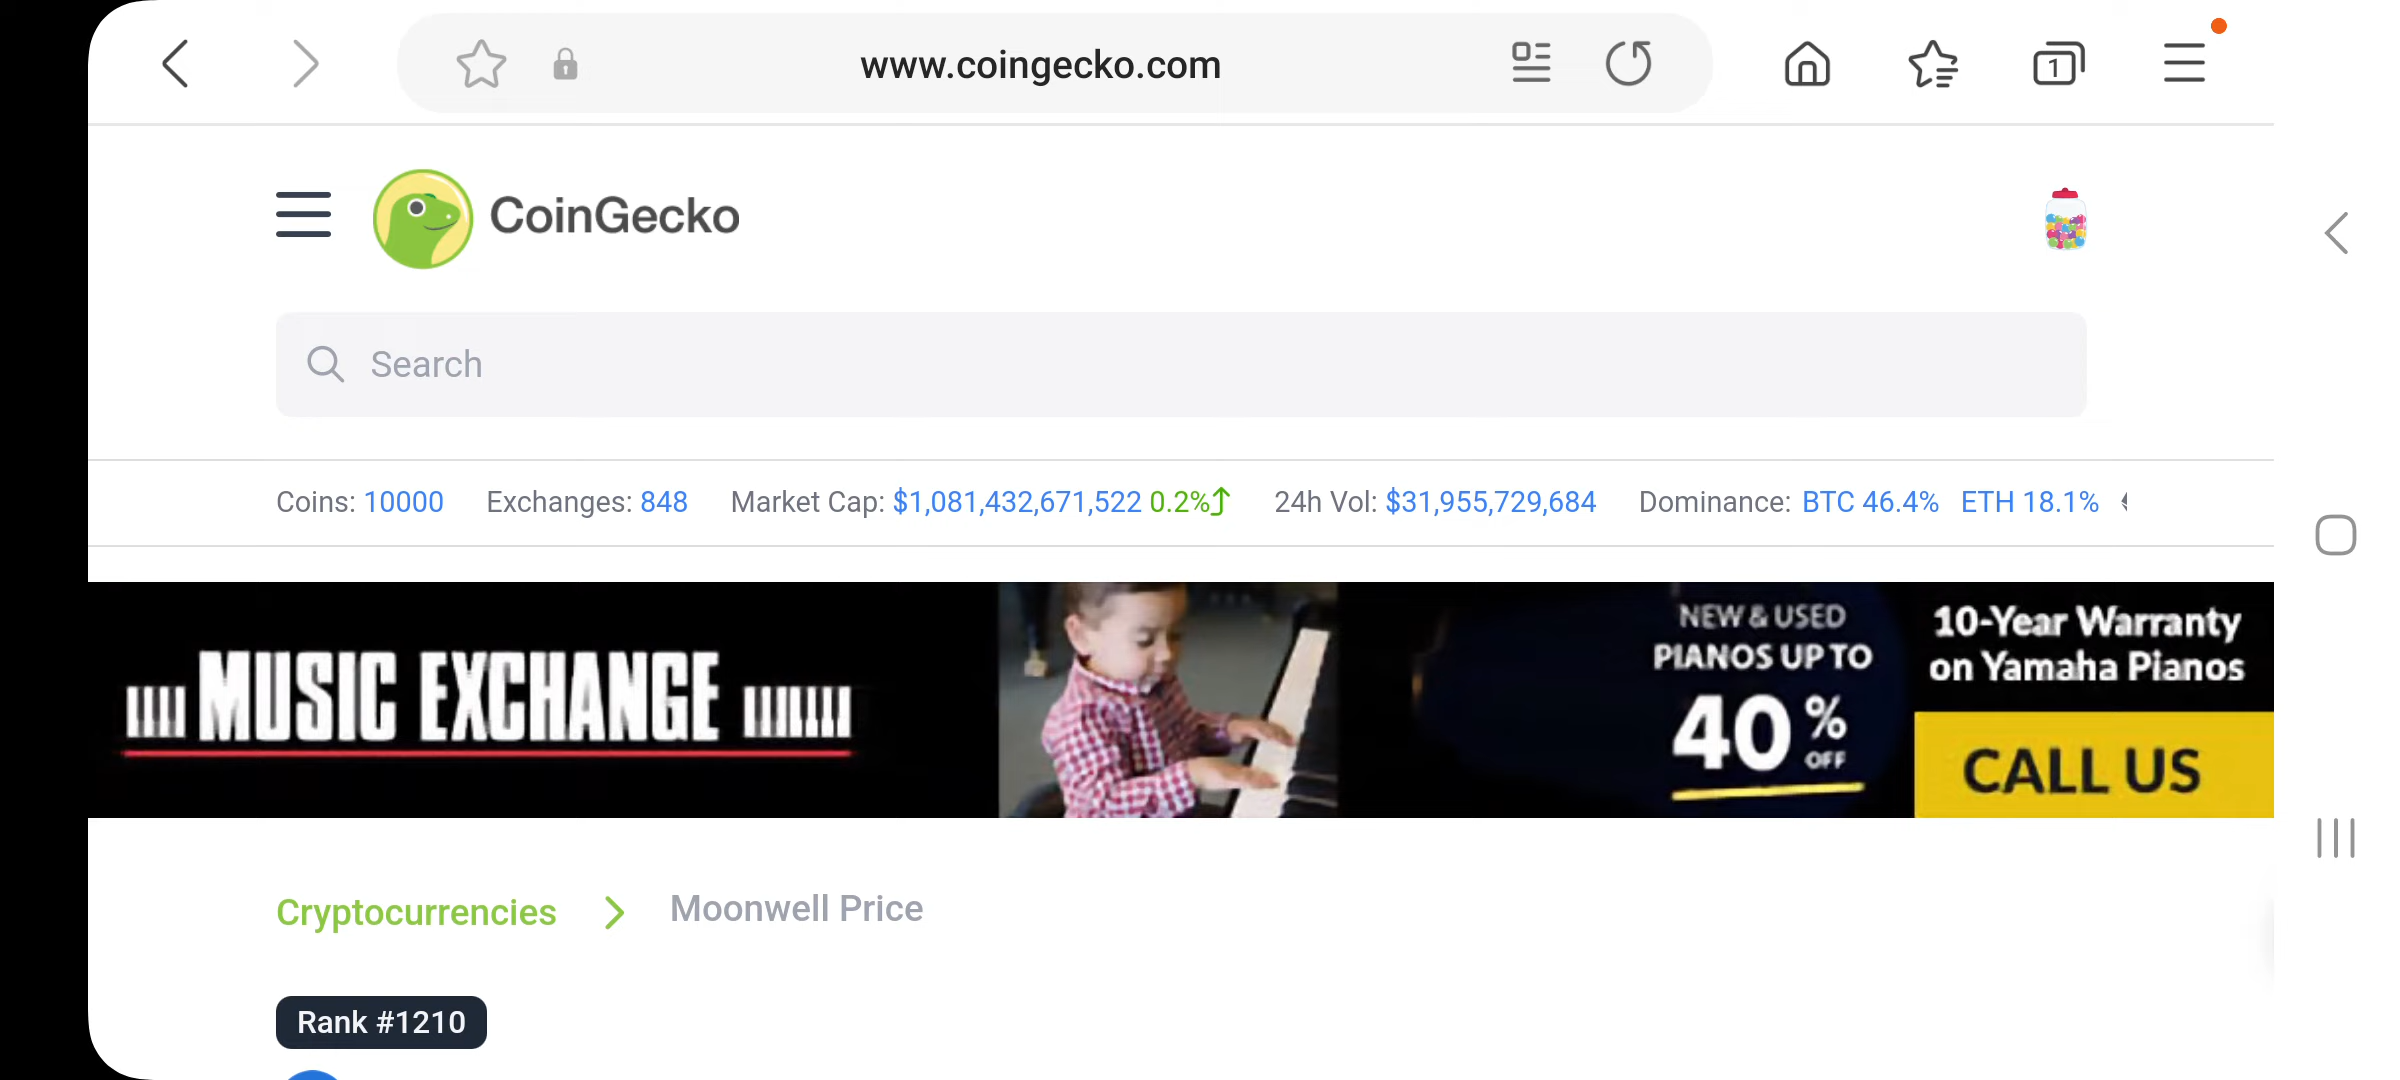 www.coingecko.com
1
CoinGecko
Search
Coins: 10000 Exchanges: 848 Market Cap: $1,081,432,671,522 0.2% 24h Vol: $31,955,729,684 Dominance: BTC 46.4% ETH 18.1%
MUSIC EXCHANGE
NEW & USED
PIANOS UP TO
40% OFF
10-Year Warranty
on Yamaha Pianos
CALL US
Cryptocurrencies > Moonwell Price
Rank #1210